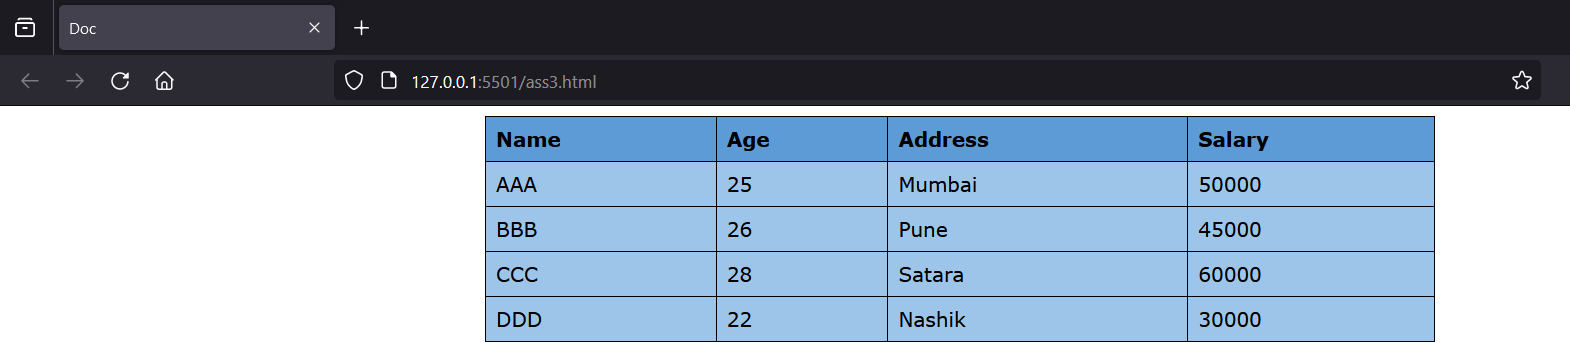 Doc
127.0.0.1:5501/ass3.html
Name Age Address Salary
AAA 25 Mumbai 50000
BBB 26 Pune 45000
CCC 28 Satara 60000
DDD 22 Nashik 30000